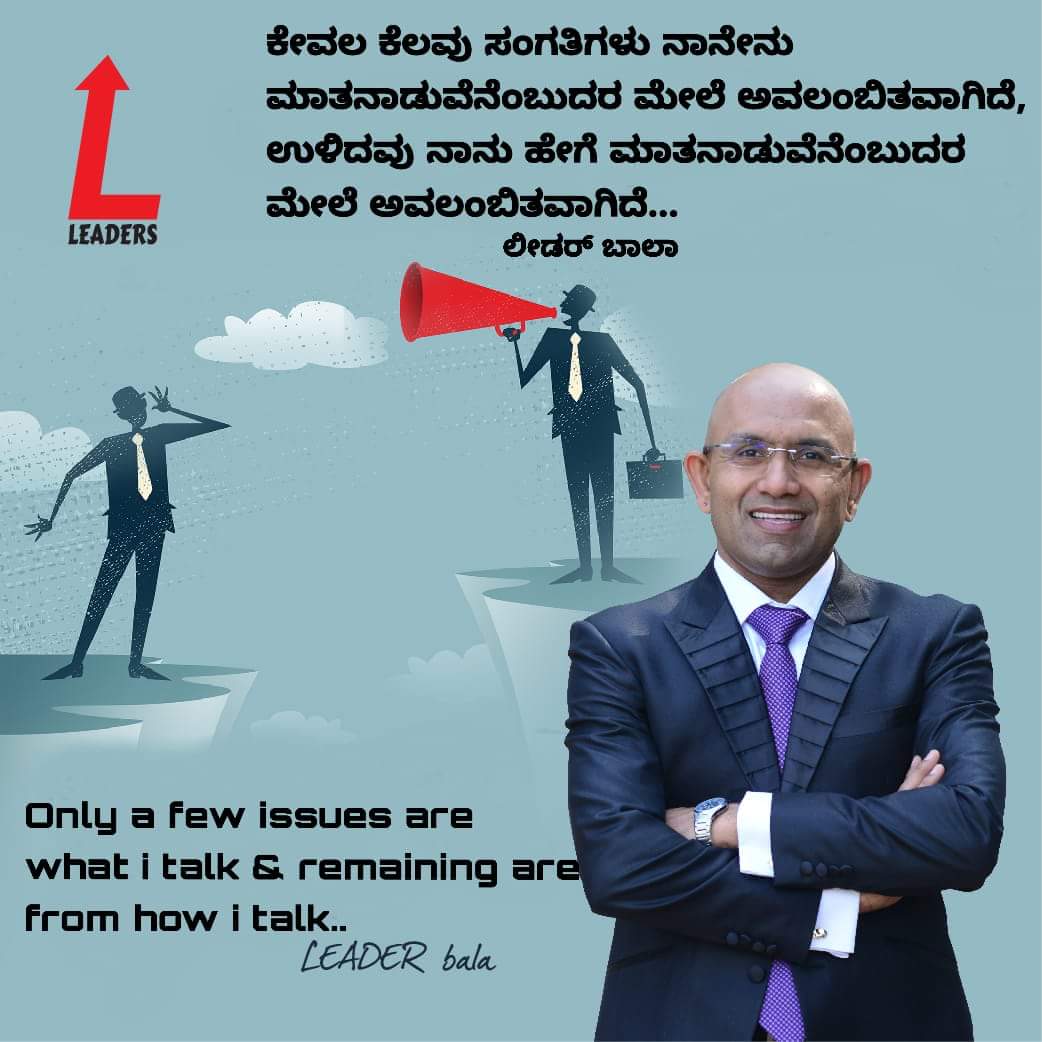 LEADERS
ಕೇವಲ ಕೆಲವು ಸಂಗತಿಗಳು ನಾನೇನು
ಮಾತನಾಡುವೆನೆಂಬುದರ ಮೇಲೆ ಅವಲಂಬಿತವಾಗಿದೆ,
ಉಳಿದವು ನಾನು ಹೇಗೆ ಮಾತನಾಡುವೆನೆಂಬುದರ
ಮೇಲೆ ಅವಲಂಬಿತವಾಗಿದೆ...
ಲೀಡರ್ ಬಾಲಾ
Only a few issues are
what i talk & remaining are
from how i talk..
LEADER bala